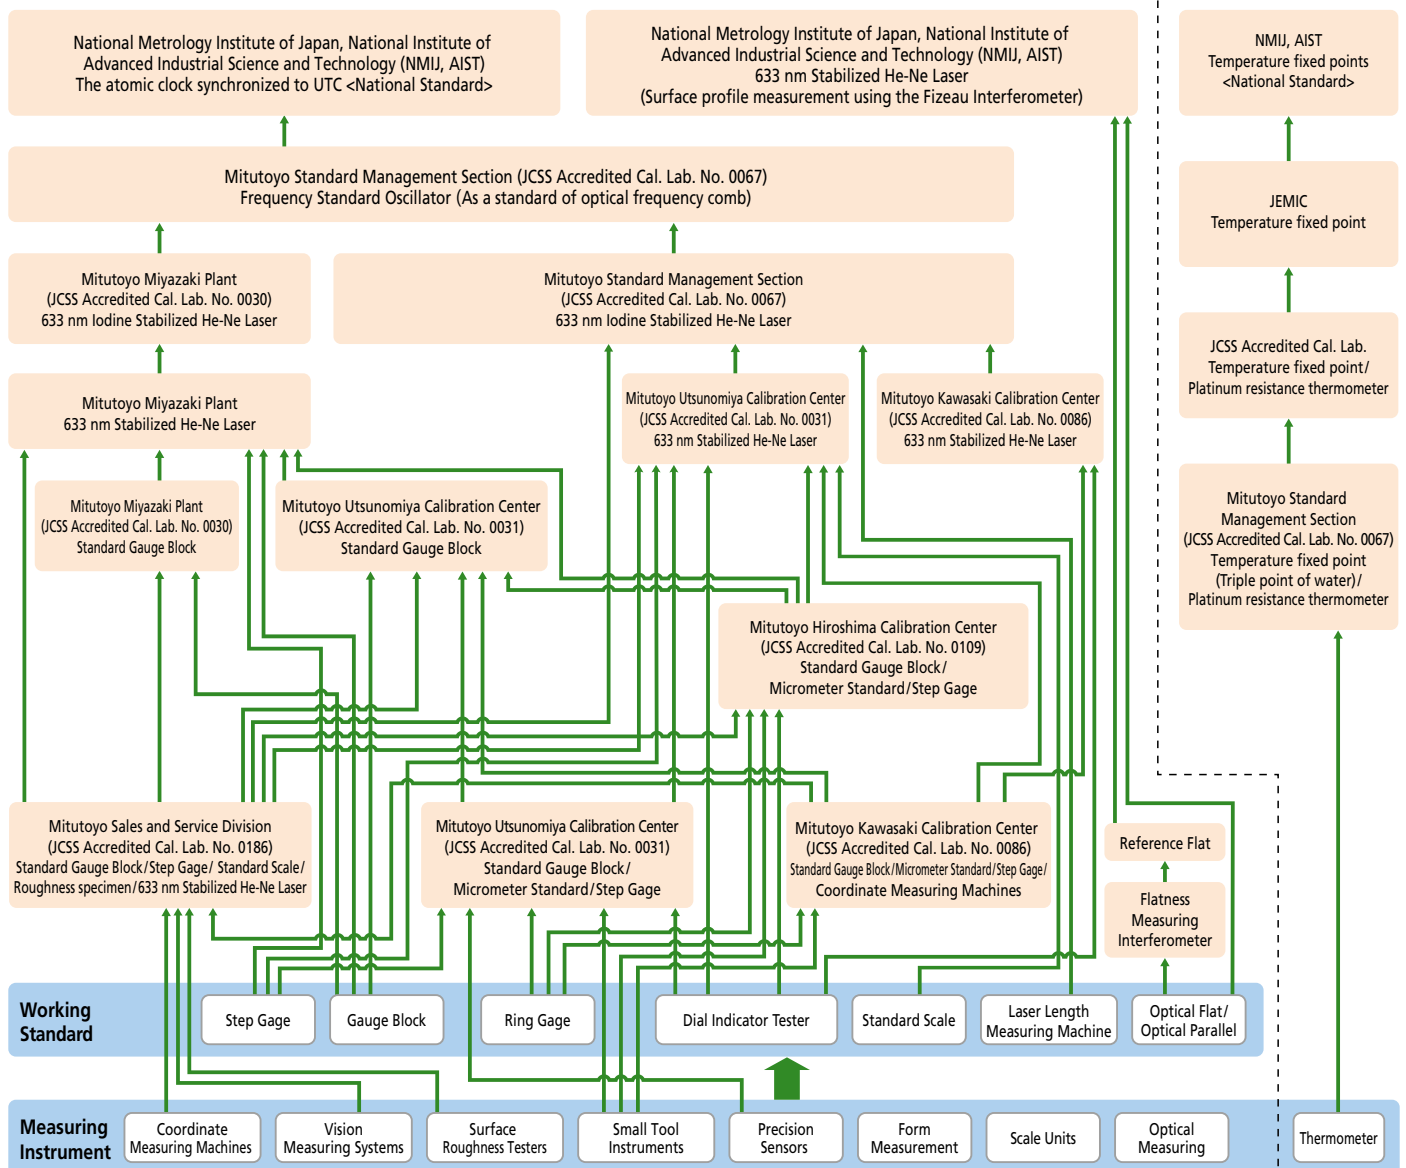 National Metrology Institute of Japan, National Institute of
Advanced Industrial Science and Technology (NMIJ, AIST)
The atomic clock synchronized to UTC <National Standard>
National Metrology Institute of Japan, National Institute of
Advanced Industrial Science and Technology (NMIJ, AIST)
633 nm Stabilized He-Ne Laser
(Surface profile measurement using the Fizeau Interferometer)
NMIJ, AIST
Temperature fixed points
<National Standard>
Mitutoyo Standard Management Section (JCSS Accredited Cal. Lab. No. 0067)
Frequency Standard Oscillator (As a standard of optical frequency comb)
JEMIC
Temperature fixed point
Mitutoyo Miyazaki Plant
(JCSS Accredited Cal. Lab. No. 0030)
633 nm Iodine Stabilized He-Ne Laser
Mitutoyo Standard Management Section
(JCSS Accredited Cal. Lab. No. 0067)
633 nm Iodine Stabilized He-Ne Laser
JCSS Accredited Cal. Lab.
Temperature fixed point/
Platinum resistance thermometer
Mitutoyo Miyazaki Plant
633 nm Stabilized He-Ne Laser
Mitutoyo Utsunomiya Calibration Center
(JCSS Accredited Cal. Lab. No. 0031)
633 nm Stabilized He-Ne Laser
Mitutoyo Kawasaki Calibration Center
(JCSS Accredited Cal. Lab. No. 0086)
633 nm Stabilized He-Ne Laser
Mitutoyo Miyazaki Plant
(JCSS Accredited Cal. Lab. No. 0030)
Standard Gauge Block
Mitutoyo Utsunomiya Calibration Center
(JCSS Accredited Cal. Lab. No. 0031)
Standard Gauge Block
Mitutoyo Standard
Management Section
(JCSS Accredited Cal. Lab. No. 0067)
Temperature fixed point
(Triple point of water)/
Platinum resistance thermometer
Mitutoyo Hiroshima Calibration Center
(JCSS Accredited Cal. Lab. No. 0109)
Standard Gauge Block/
Micrometer Standard/Step Gage
Mitutoyo Sales and Service Division
(JCSS Accredited Cal. Lab. No. 0186)
Standard Gauge Block/Step Gage/ Standard Scale/
Roughness specimen/633 nm Stabilized He-Ne Laser
Mitutoyo Utsunomiya Calibration Center
(JCSS Accredited Cal. Lab. No. 0031)
Standard Gauge Block/
Micrometer Standard/Step Gage
Mitutoyo Kawasaki Calibration Center
(JCSS Accredited Cal. Lab. No. 0086)
Standard Gauge Block/Micrometer Standard/Step Gage/
Coordinate Measuring Machines
Reference Flat
Flatness
Measuring
Interferometer
Working
Standard
Step Gage
Gauge Block
Ring Gage
Dial Indicator Tester
Standard Scale
Laser Length
Measuring Machine
Optical Flat/
Optical Parallel
Measuring
Instrument
Coordinate
Measuring Machines
Vision
Measuring Systems
Surface
Roughness Testers
Small Tool
Instruments
Precision
Sensors
Form
Measurement
Scale Units
Optical
Measuring
Thermometer